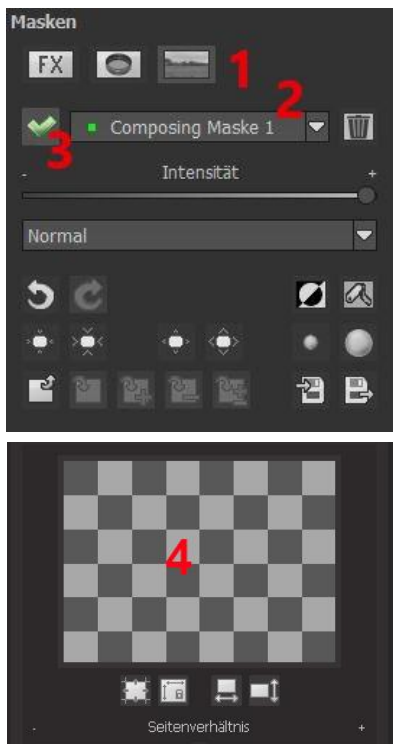 Masken
FX 1
2
Composing Maske 1
3
- Intensität +
Normal
4
- Seitenverhältnis +